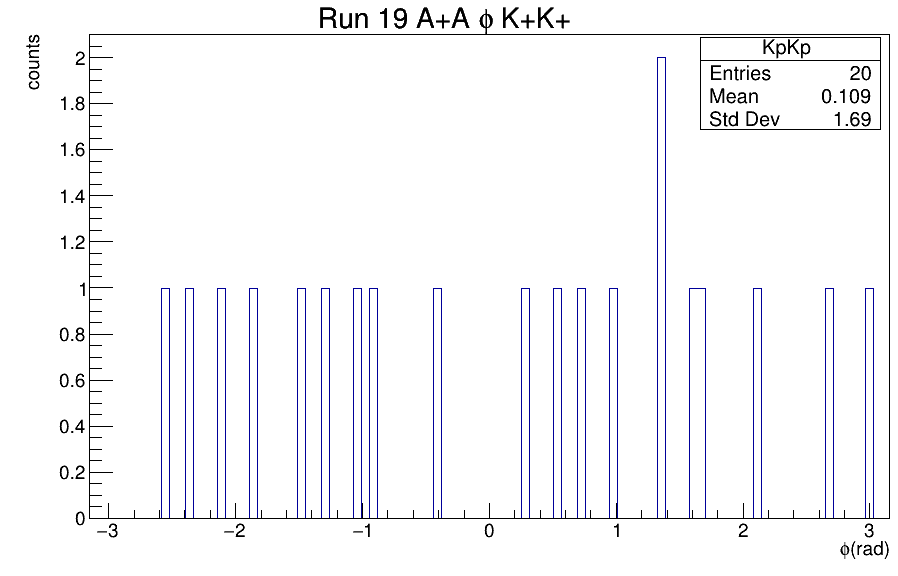 Run 19 A+A ϕ K+K+
counts
KpKp
Entries 20
Mean 0.109
Std Dev 1.69
2
1.8
1.6
1.4
1.2
1
0.8
0.6
0.4
0.2
0
−3 −2 −1 0 1 2 3
ϕ(rad)